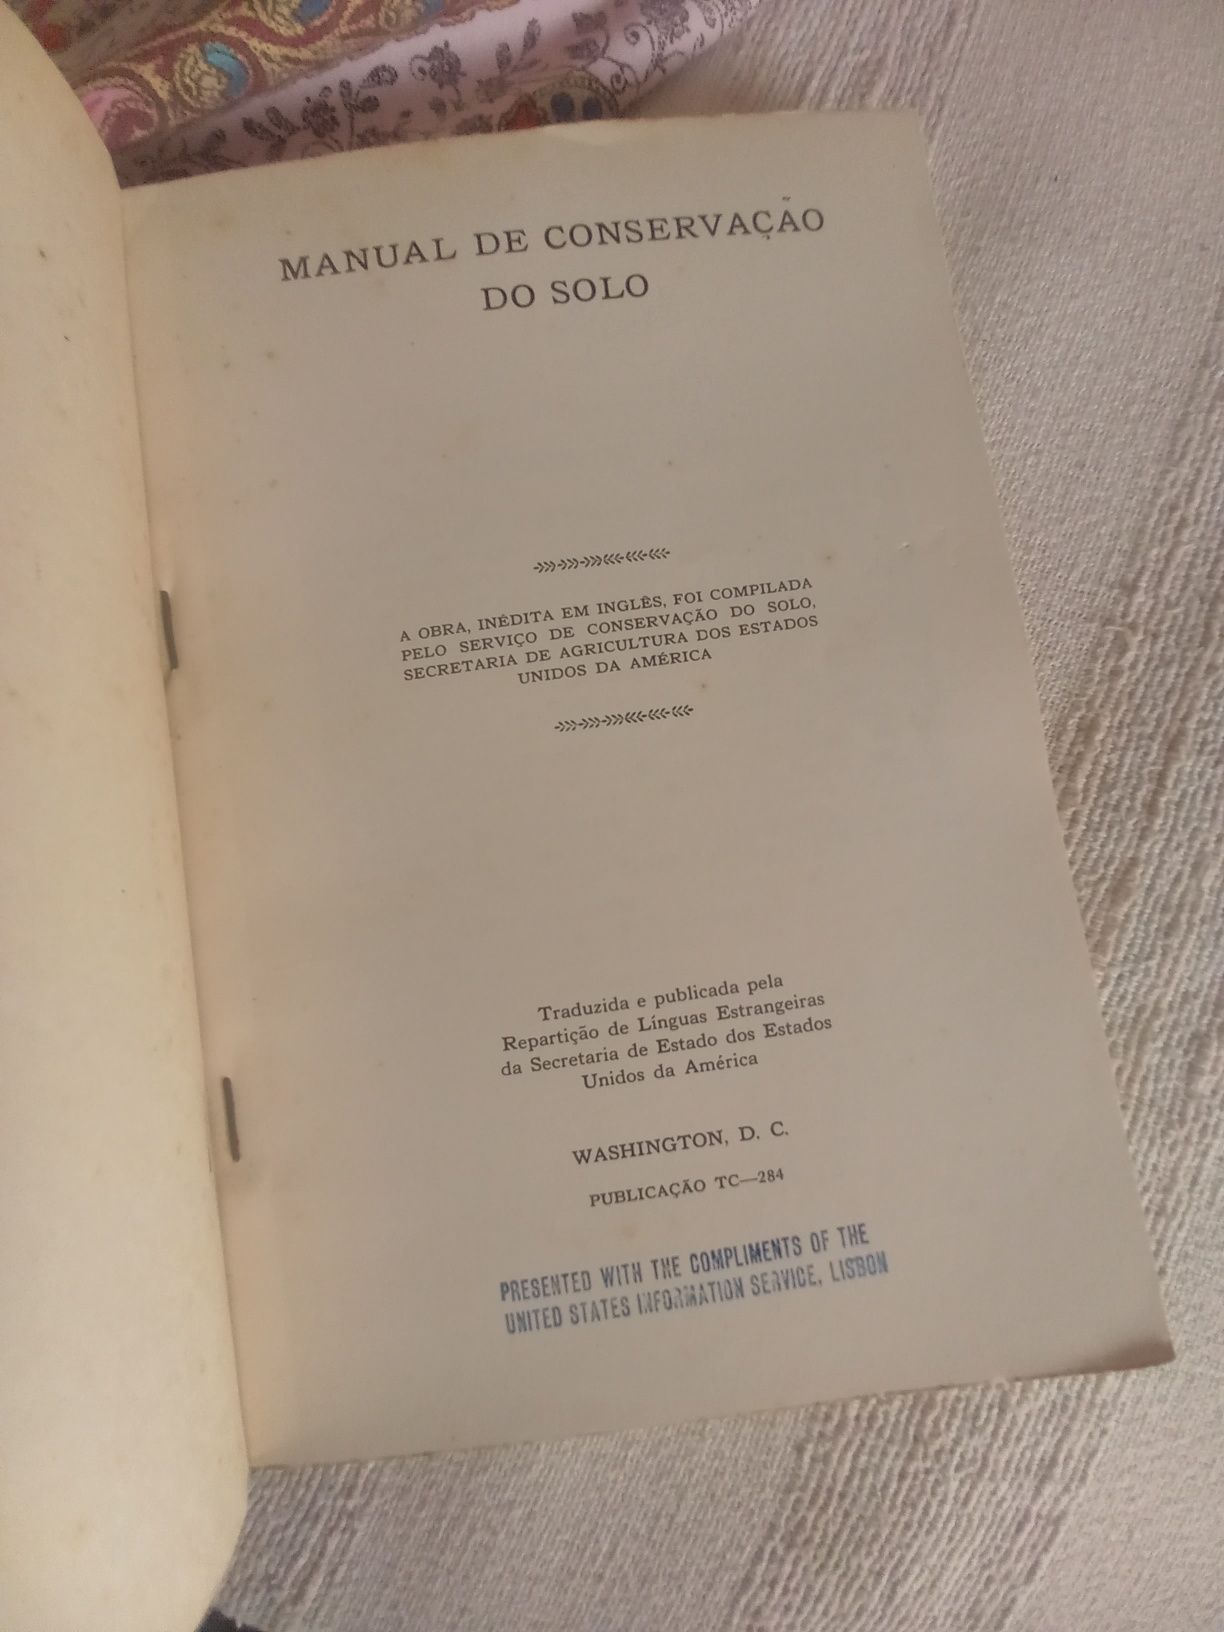 MANUAL DE CONSERVAÇÃO
DO SOLO
A OBRA, INÉDITA EM INGLÊS, FOI COMPILADA
PELO SERVIÇO DE CONSERVAÇÃO DO SOLO,
SECRETARIA DE AGRICULTURA DOS ESTADOS
UNIDOS DA AMÉRICA
Traduzida e publicada pela
Repartição de Línguas Estrangeiras
da Secretaria de Estado dos Estados
Unidos da América
WASHINGTON, D. C.
PUBLICAÇÃO TC—284
PRESENTED WITH THE COMPLIMENTS OF THE
UNITED STATES INFORMATION SERVICE, LISBON